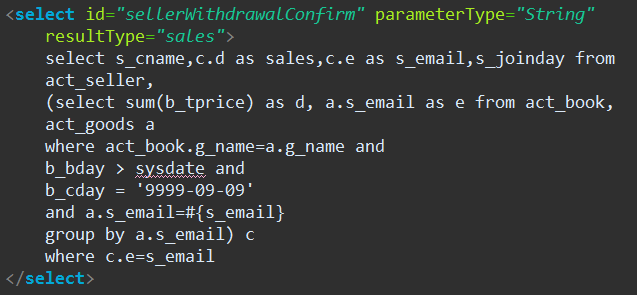 <select id="sellerWithdrawalConfirm" parameterType="String"
resultType="sales">
select s_cname,c.d as sales,c.e as s_email,s_joinday from
act_seller,
(select sum(b_tprice) as d, a.s_email as e from act_book,
act_goods a
where act_book.g_name=a.g_name and
b_bday > sysdate and
b_cday = '9999-09-09'
and a.s_email=#{s_email}
group by a.s_email) c
where c.e=s_email
</select>